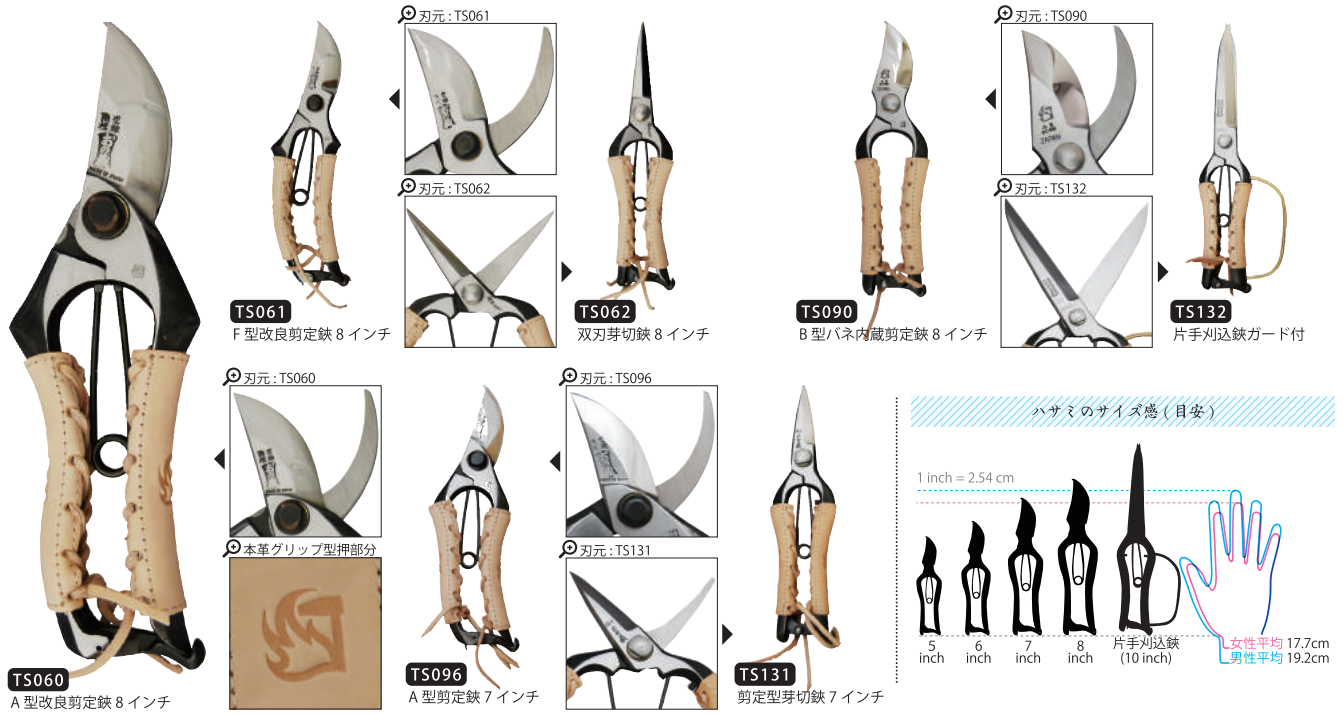 刃元 : TS061
刃元 : TS062
TS061
F 型改良剪定鋏 8 インチ
TS062
双刃芽切鋏 8 インチ
刃元 : TS090
刃元 : TS132
TS090
B 型バネ内蔵剪定鋏 8 インチ
TS132
片手刈込鋏ガード付
刃元 : TS060
本革グリップ型押部分
TS060
A 型改良剪定鋏 8 インチ
刃元 : TS096
刃元 : TS131
TS096
A 型剪定鋏 7 インチ
TS131
剪定型芽切鋏 7 インチ
ハサミのサイズ感 ( 目安 )
1 inch = 2.54 cm
5
inch
6
inch
7
inch
8
inch
片手刈込鋏
(10 inch)
女性平均 17.7cm
男性平均 19.2cm